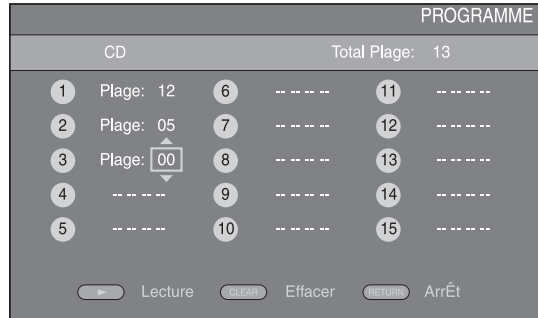 PROGRAMME
CD Total Plage: 13
1 Plage: 12 6 -- -- -- -- 11 -- -- -- --
2 Plage: 05 7 -- -- -- -- 12 -- -- -- --
3 Plage: 00 8 -- -- -- -- 13 -- -- -- --
4 -- -- -- -- 9 -- -- -- -- 14 -- -- -- --
5 -- -- -- -- 10 -- -- -- -- 15 -- -- -- --
Lecture CLEAR Effacer RETURN ArrÊt